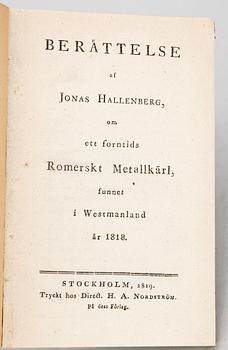 BERÄTTELSE
af
JONAS HALLENBERG,
om
ett forntids
Romerskt Metallkärl,
funnet
i Westmanland
år 1818.
STOCKHOLM, 1819.
Tryckt hos Direct. H. A. NORDSTRÖM.
På dess Förlag.